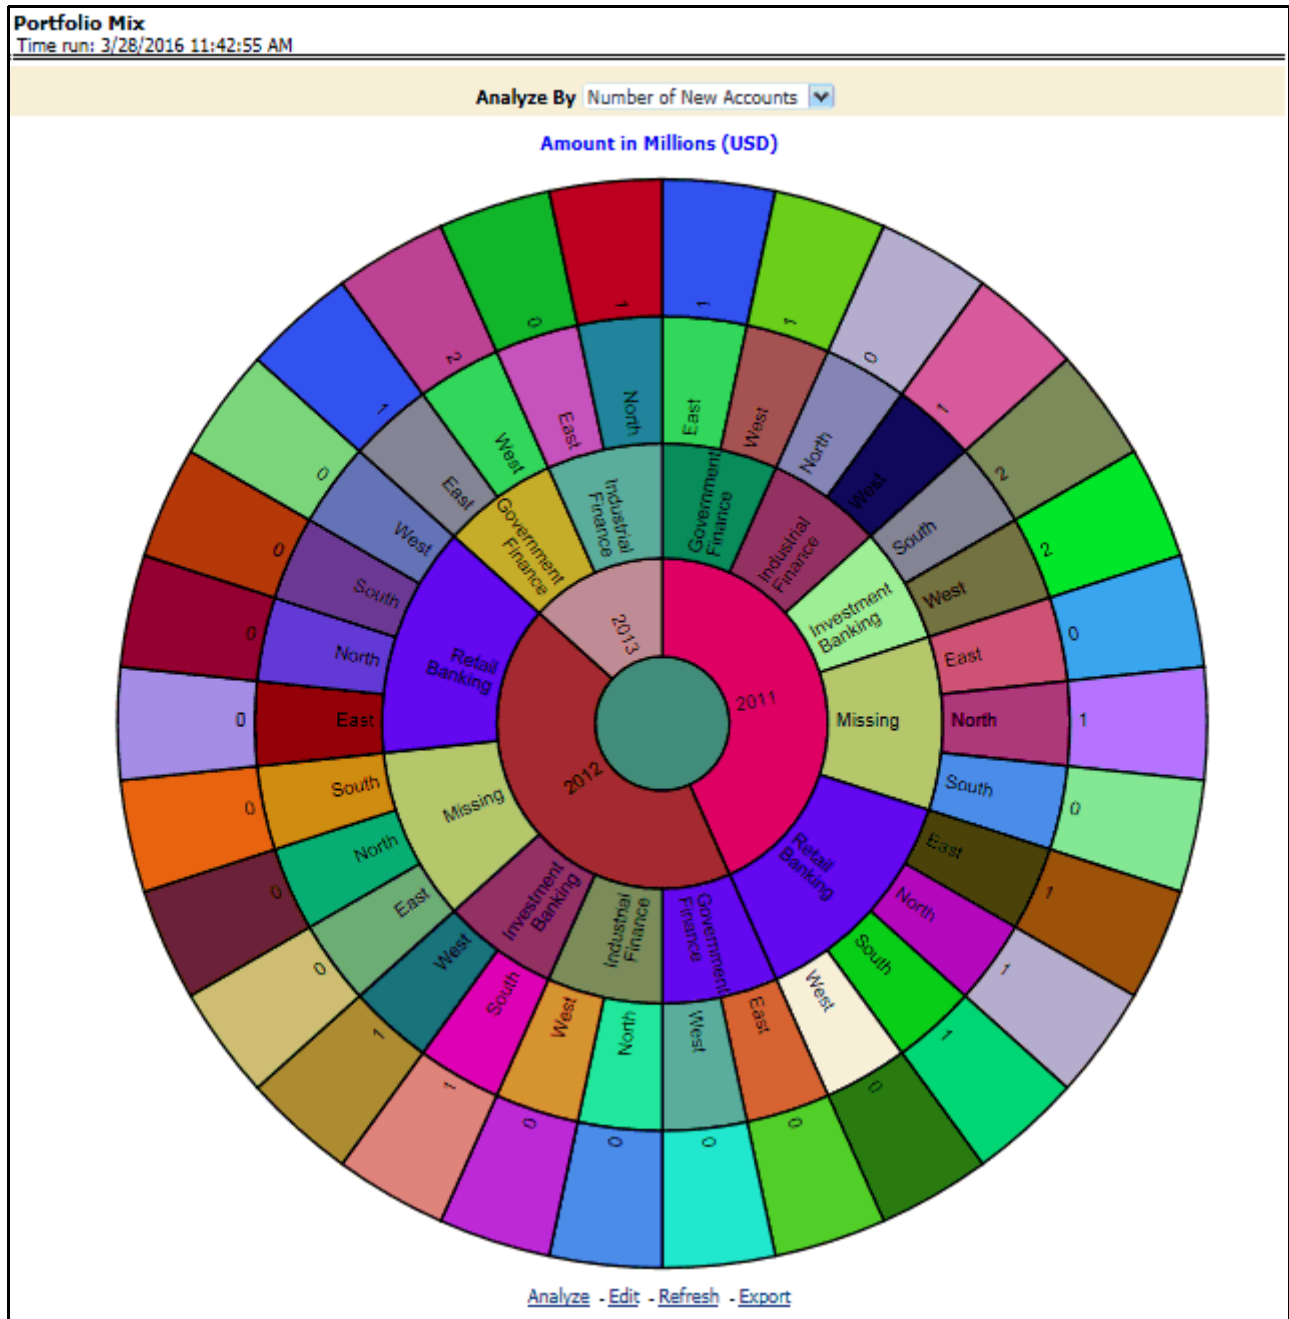 Portfolio Mix
Time run: 3/28/2016 11:42:55 AM
Analyze By Number of New Accounts
Amount in Millions (USD)
2011
Government
Finance
East
1
West
1
Industrial
Finance
North
0
West
1
Investment
Banking
South
2
West
2
Missing
East
0
North
1
South
0
Retail
Banking
East
1
North
1
South
1
West
0
2012
Government
Finance
East
0
West
0
Industrial
Finance
North
0
West
0
Investment
Banking
South
1
West
1
Missing
East
0
North
0
South
0
Retail
Banking
East
0
North
0
South
0
West
0
2013
Government
Finance
East
1
West
2
Industrial
Finance
East
0
North
1
Analyze - Edit - Refresh - Export